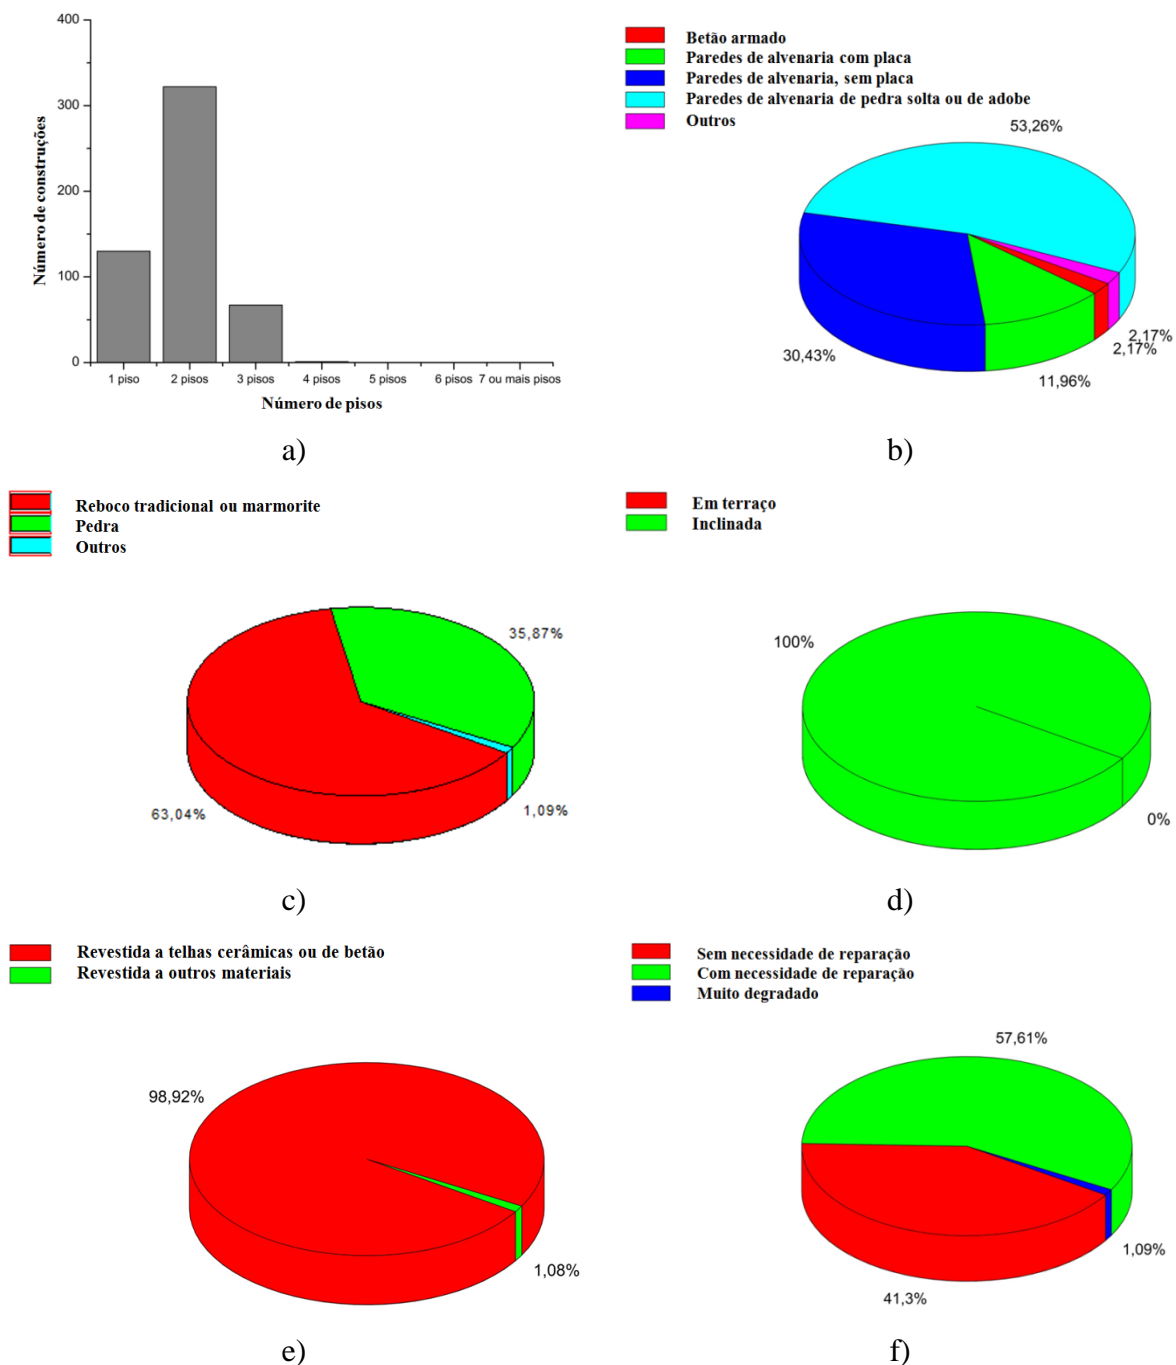 400
300
200
100
0
Número de construções
1 piso 2 pisos 3 pisos 4 pisos 5 pisos 6 pisos 7 ou mais pisos
Número de pisos
a)
Betão armado
Paredes de alvenaria com placa
Paredes de alvenaria, sem placa
Paredes de alvenaria de pedra solta ou de adobe
Outros
53,26%
2,17%
2,17%
30,43%
11,96%
b)
Reboco tradicional ou marmorite
Pedra
Outros
35,87%
63,04%
1,09%
c)
Em terraço
Inclinada
100%
0%
d)
Revestida a telhas cerâmicas ou de betão
Revestida a outros materiais
98,92%
1,08%
e)
Sem necessidade de reparação
Com necessidade de reparação
Muito degradado
57,61%
1,09%
41,3%
f)